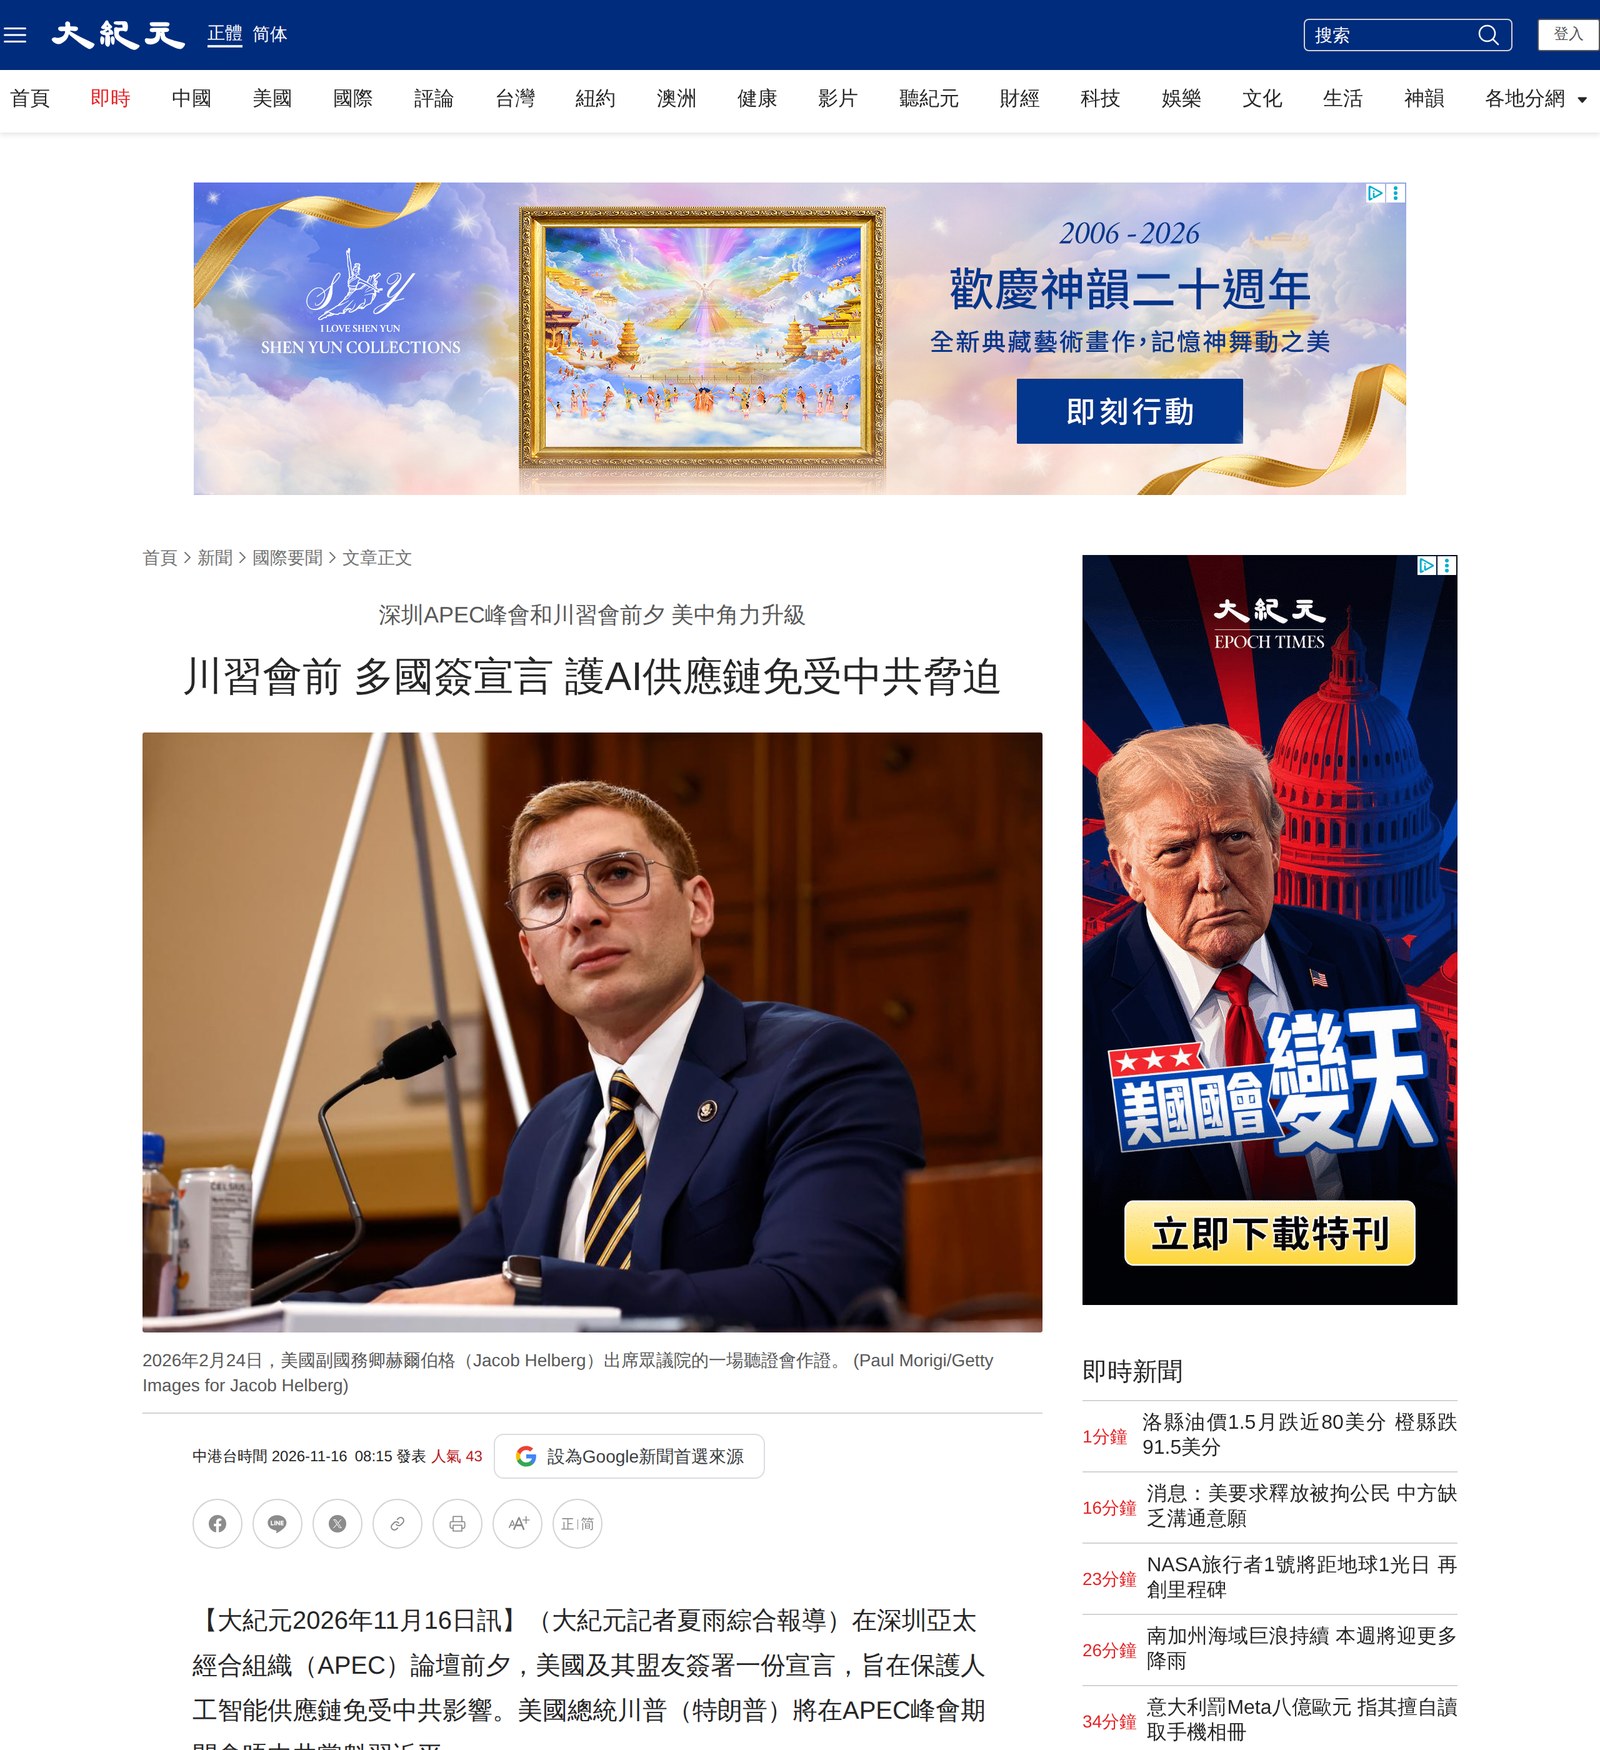 大紀元
正體 简体
搜索
登入
首頁 即時 中國 美國 國際 評論 台灣 紐約 澳洲 健康 影片 聽紀元 財經 科技 娛樂 文化 生活 神韻 各地分網
SY
I LOVE SHEN YUN
SHEN YUN COLLECTIONS
2006 - 2026
歡慶神韻二十週年
全新典藏藝術畫作，記憶神舞動之美
即刻行動
首頁 > 新聞 > 國際要聞 > 文章正文
深圳APEC峰會和川習會前夕 美中角力升級
川習會前 多國簽宣言 護AI供應鏈免受中共脅迫
CELSIUS
2026年2月24日，美國副國務卿赫爾伯格（Jacob Helberg）出席眾議院的一場聽證會作證。 (Paul Morigi/Getty
Images for Jacob Helberg)
中港台時間 2026-11-16 08:15 發表 人氣 43
設為Google新聞首選來源
LINE
AA+
正|简
【大紀元2026年11月16日訊】（大紀元記者夏雨綜合報導）在深圳亞太
經合組織（APEC）論壇前夕，美國及其盟友簽署一份宣言，旨在保護人
工智能供應鏈免受中共影響。美國總統川普（特朗普）將在APEC峰會期
大紀元
EPOCH TIMES
美國國會變天
立即下載特刊
即時新聞
1分鐘 洛縣油價1.5月跌近80美分 橙縣跌
91.5美分
16分鐘 消息：美要求釋放被拘公民 中方缺
乏溝通意願
23分鐘 NASA旅行者1號將距地球1光日 再
創里程碑
26分鐘 南加州海域巨浪持續 本週將迎更多
降雨
34分鐘 意大利罰Meta八億歐元 指其擅自讀
取手機相冊